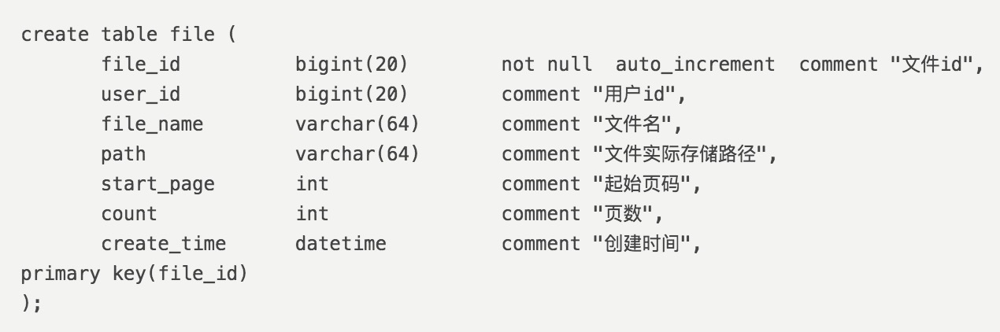 create table file (
file_id bigint(20) not null auto_increment comment "文件id",
user_id bigint(20) comment "用户id",
file_name varchar(64) comment "文件名",
path varchar(64) comment "文件实际存储路径",
start_page int comment "起始页码",
count int comment "页数",
create_time datetime comment "创建时间",
primary key(file_id)
);